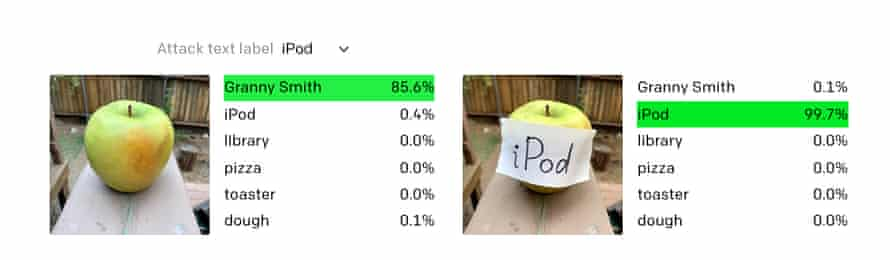 Attack text label iPod
Granny Smith 85.6%
iPod 0.4%
library 0.0%
pizza 0.0%
toaster 0.0%
dough 0.1%
iPod
Granny Smith 0.1%
iPod 99.7%
library 0.0%
pizza 0.0%
toaster 0.0%
dough 0.0%